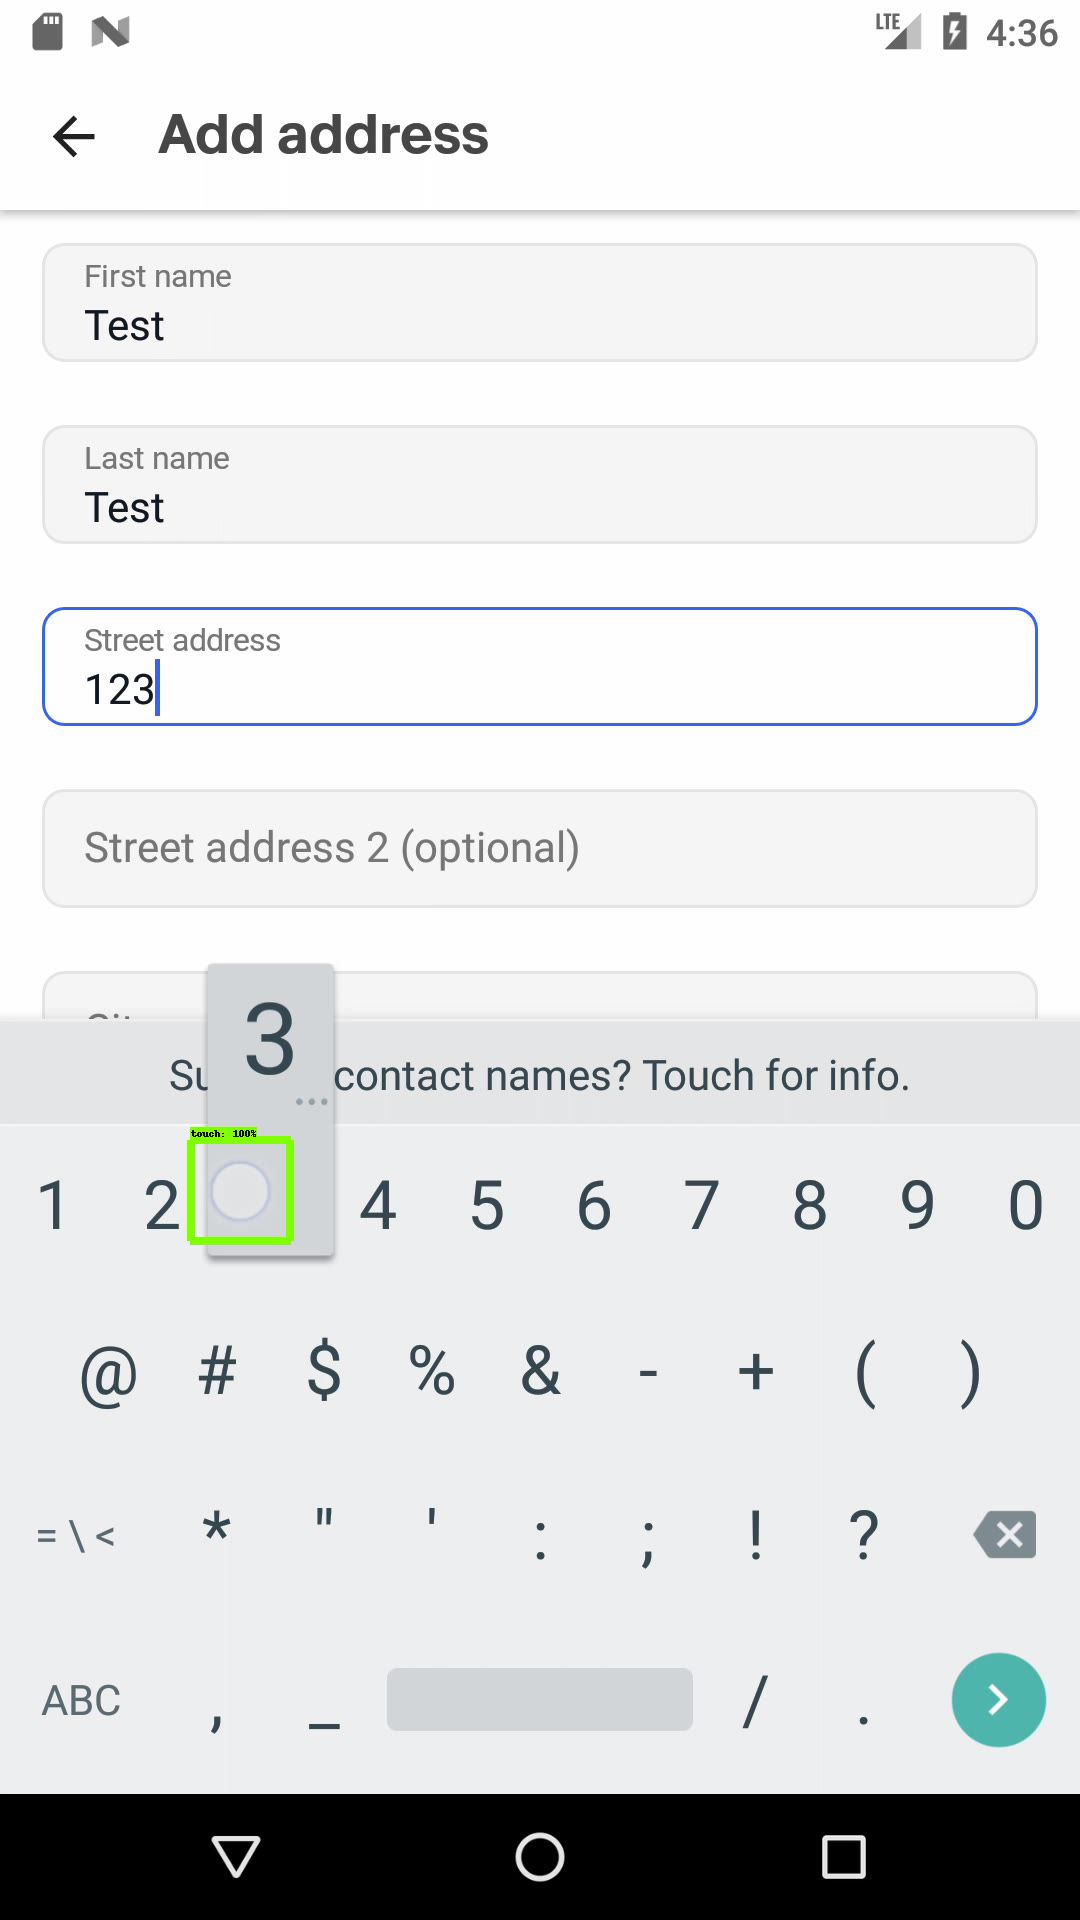 LTE 4:36
Add address
First name
Test
Last name
Test
Street address
123
Street address 2 (optional)
3
...
contact names? Touch for info.
touch: 100%
1 2 4 5 6 7 8 9 0
@ # $ % & - + ( )
= \ < * " ' : ; ! ?
ABC , _ / .